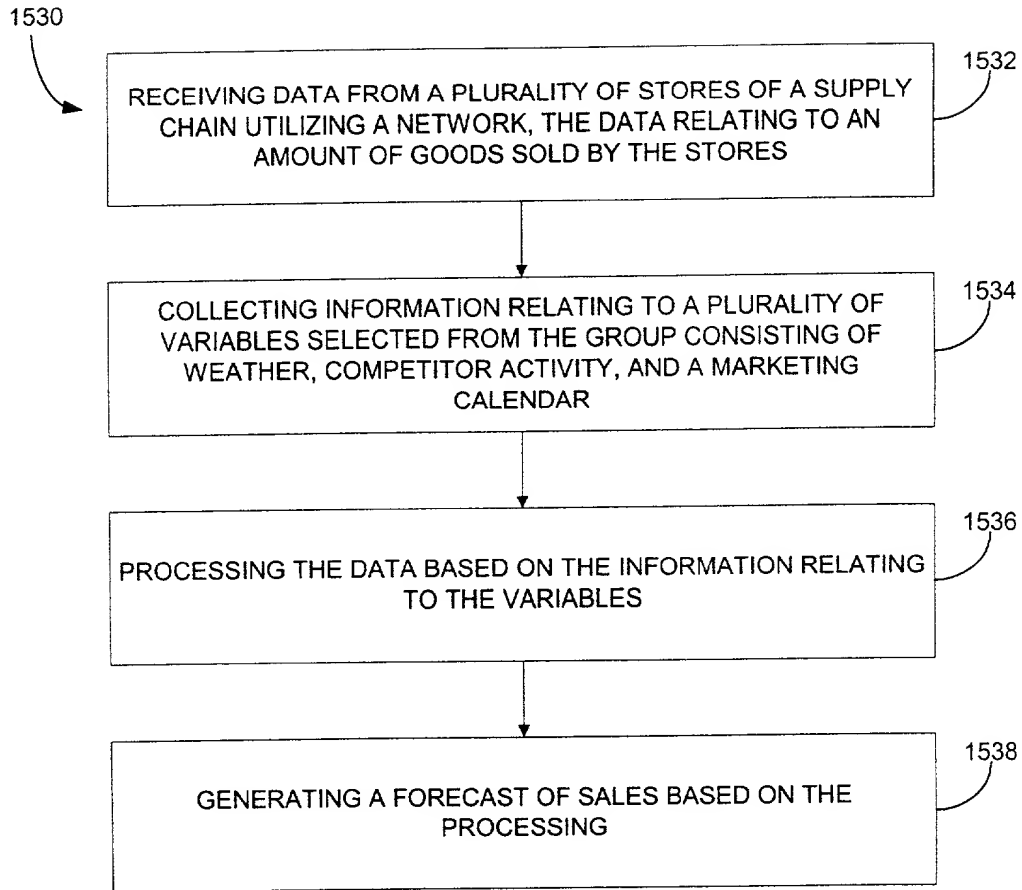 1530
1532
RECEIVING DATA FROM A PLURALITY OF STORES OF A SUPPLY
CHAIN UTILIZING A NETWORK, THE DATA RELATING TO AN
AMOUNT OF GOODS SOLD BY THE STORES
1534
COLLECTING INFORMATION RELATING TO A PLURALITY OF
VARIABLES SELECTED FROM THE GROUP CONSISTING OF
WEATHER, COMPETITOR ACTIVITY, AND A MARKETING
CALENDAR
1536
PROCESSING THE DATA BASED ON THE INFORMATION RELATING
TO THE VARIABLES
1538
GENERATING A FORECAST OF SALES BASED ON THE
PROCESSING